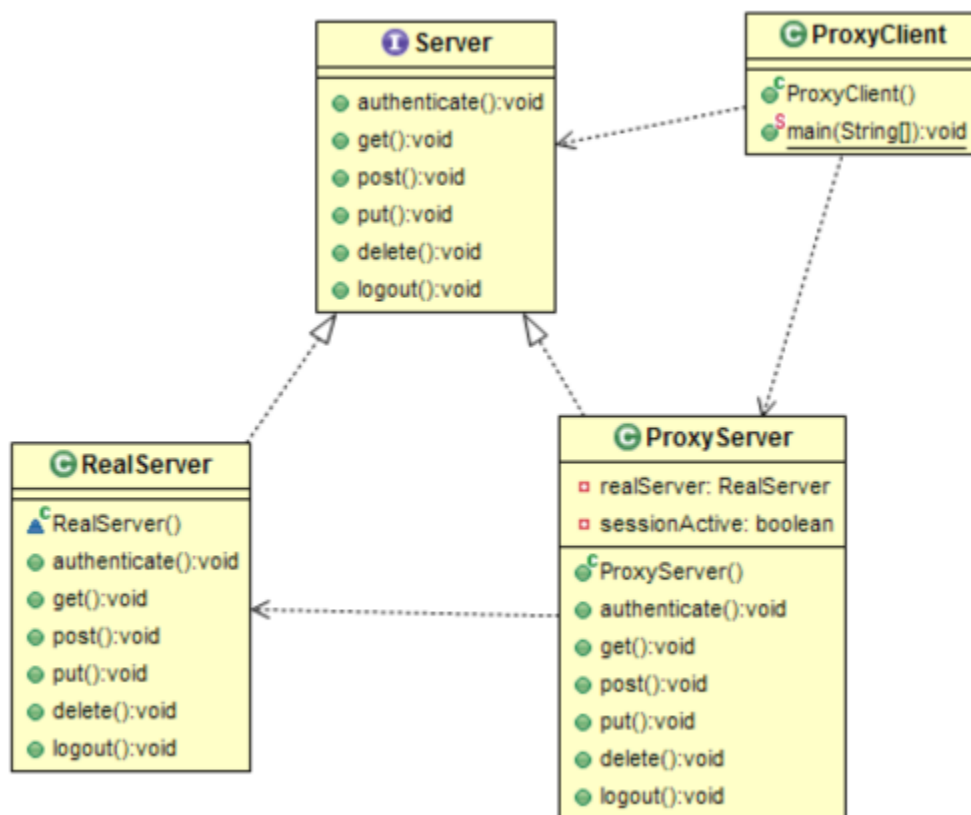 Server
authenticate():void
get():void
post():void
put():void
delete():void
logout():void
ProxyClient
ProxyClient()
main(String[]):void
RealServer
RealServer()
authenticate():void
get():void
post():void
put():void
delete():void
logout():void
ProxyServer
realServer: RealServer
sessionActive: boolean
ProxyServer()
authenticate():void
get():void
post():void
put():void
delete():void
logout():void